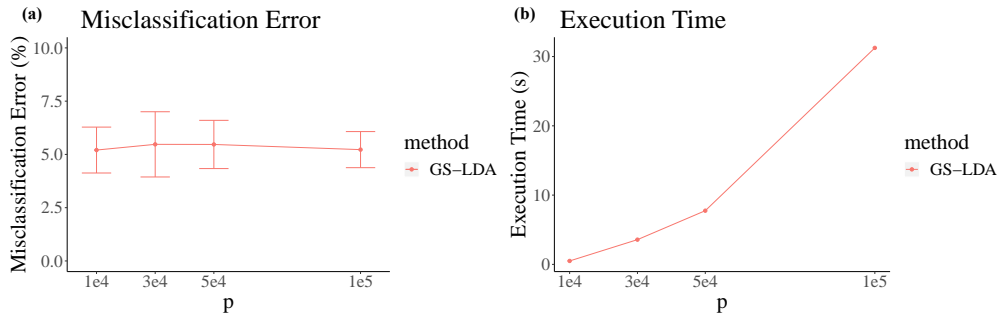 (a) Misclassification Error
Misclassification Error (%)
10.0
7.5
5.0
2.5
0.0
1e4 3e4 5e4 1e5
p
method
GS−LDA
(b) Execution Time
Execution Time (s)
30
20
10
0
1e4 3e4 5e4 1e5
p
method
GS−LDA